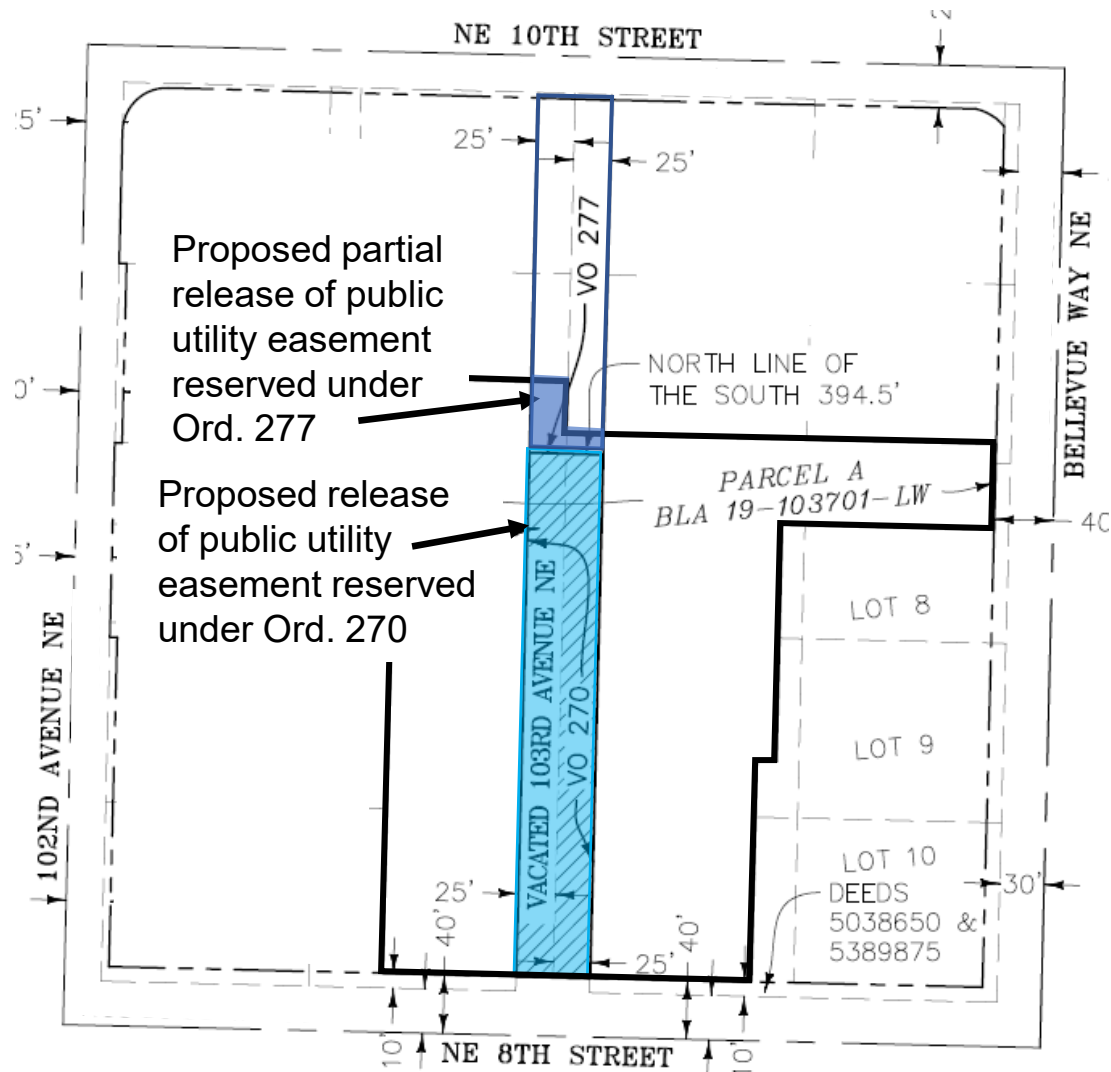 NE 10TH STREET
25'
25'
VO 277
BELLEVUE WAY NE
Proposed partial
release of public
utility easement
reserved under
Ord. 277
NORTH LINE OF
THE SOUTH 394.5'
PARCEL A
BLA 19-103701-LW
Proposed release
of public utility
easement reserved
under Ord. 270
40
102ND AVENUE NE
VACATED 103RD AVENUE NE
VO 270
LOT 8
LOT 9
LOT 10
DEEDS
5038650 &
5389875
30'
25'
40'
25'
40'
10'
10'
NE 8TH STREET